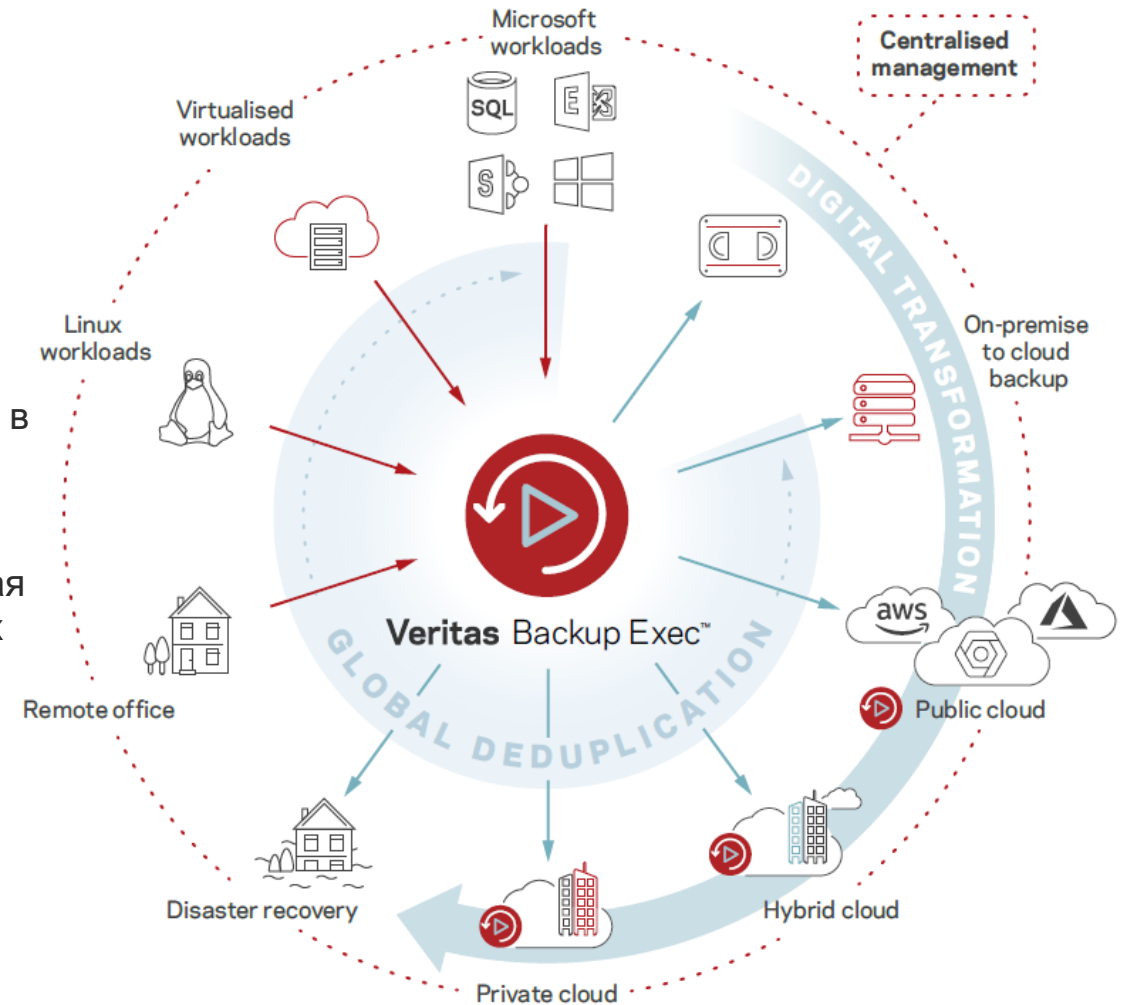 Microsoft
workloads
Centralised
management
SQL
E
S
Virtualised
workloads
DIGITAL TRANSFORMATION
Linux
workloads
On-premise
to cloud
backup
в
ая
к
Veritas Backup Exec™
GLOBAL DEDUPLICATION
aws
Remote office
Public cloud
Disaster recovery
Hybrid cloud
Private cloud